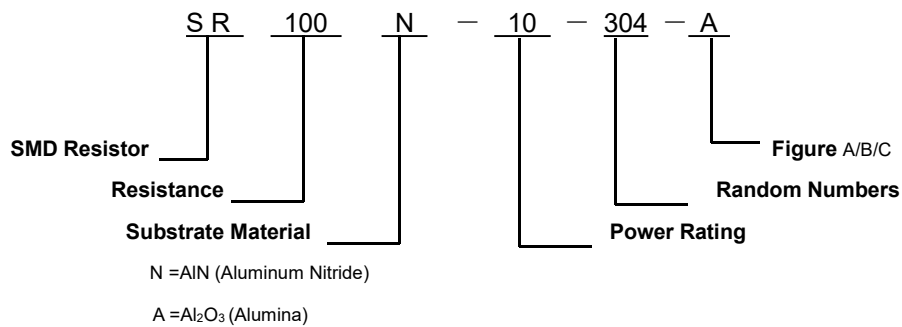 SR 100 N — 10 — 304 — A
SMD Resistor
Figure A/B/C
Resistance
Random Numbers
Substrate Material
Power Rating
N =AlN (Aluminum Nitride)
A =Al₂O₃ (Alumina)